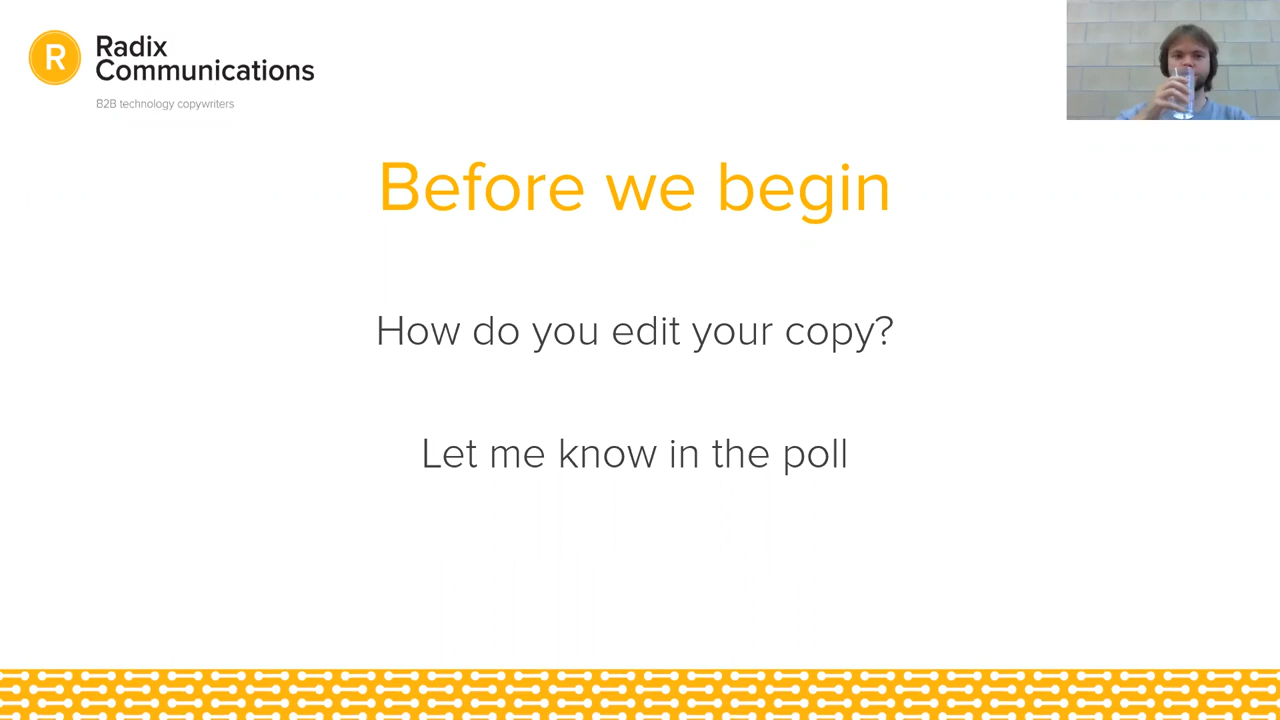 R
Radix
Communications
B2B technology copywriters
Before we begin
How do you edit your copy?
Let me know in the poll